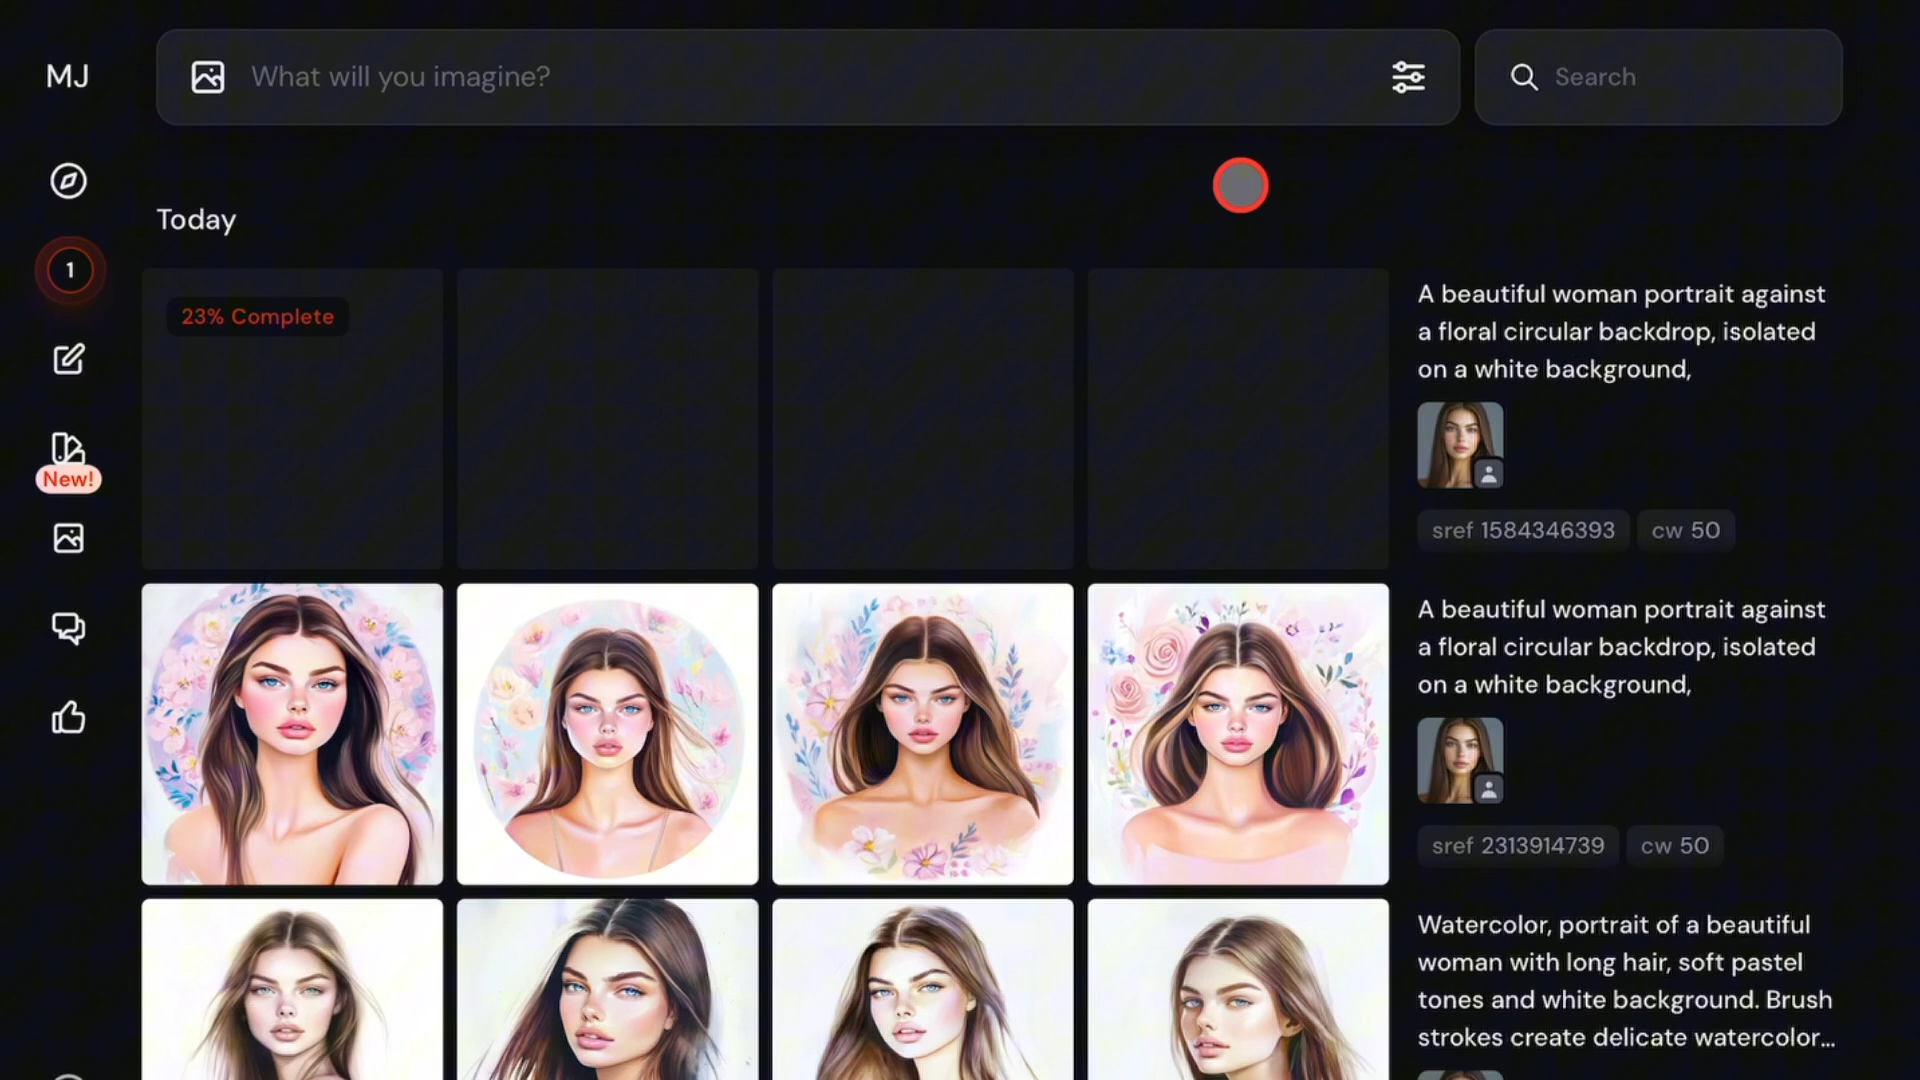 MJ
What will you imagine?
Search
Today
1
New!
23% Complete
A beautiful woman portrait against
a floral circular backdrop, isolated
on a white background,
sref 1584346393
cw 50
A beautiful woman portrait against
a floral circular backdrop, isolated
on a white background,
sref 2313914739
cw 50
Watercolor, portrait of a beautiful
woman with long hair, soft pastel
tones and white background. Brush
strokes create delicate watercolor...